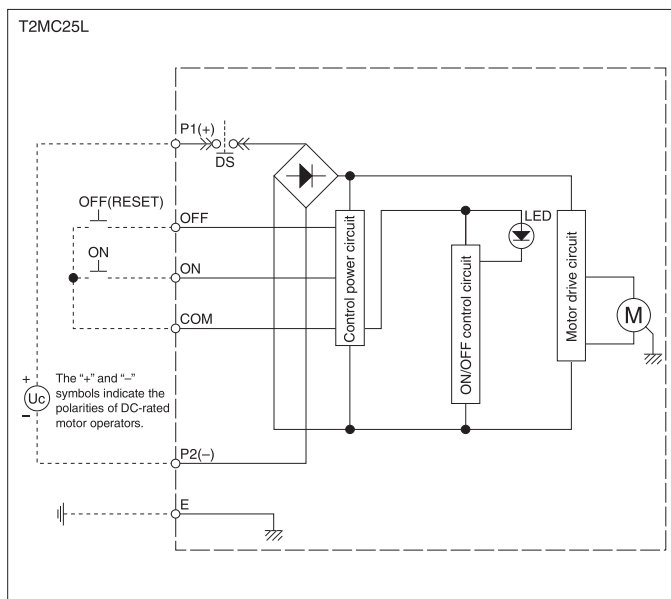 T2MC25L
P1(+)
DS
OFF(RESET)
OFF
ON
ON
COM
Control power circuit
ON/OFF control circuit
LED
Motor drive circuit
M
+
Uc
−
The “+” and “–”
symbols indicate the
polarities of DC-rated
motor operators.
P2(−)
E